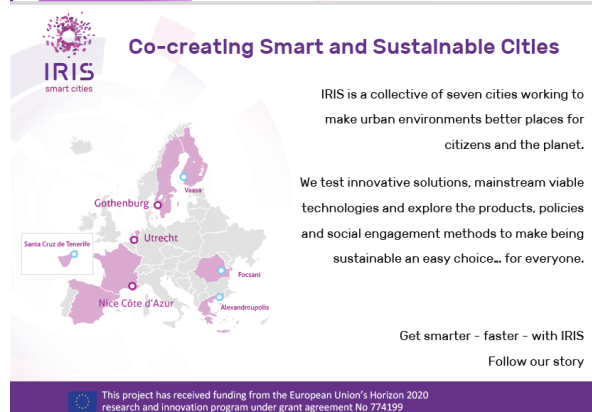 Co-creating Smart and Sustainable Cities
IRIS
smart cities
IRIS is a collective of seven cities working to
make urban environments better places for
citizens and the planet.
We test innovative solutions, mainstream viable
technologies and explore the products, policies
and social engagement methods to make being
sustainable an easy choice... for everyone.
Vaasa
Gothenburg
Utrecht
Santa Cruz de Tenerife
Focsani
Nice Côte d'Azur
Alexandroupolis
Get smarter - faster - with IRIS
Follow our story
This project has received funding from the European Union's Horizon 2020
research and innovation program under grant agreement No 774199